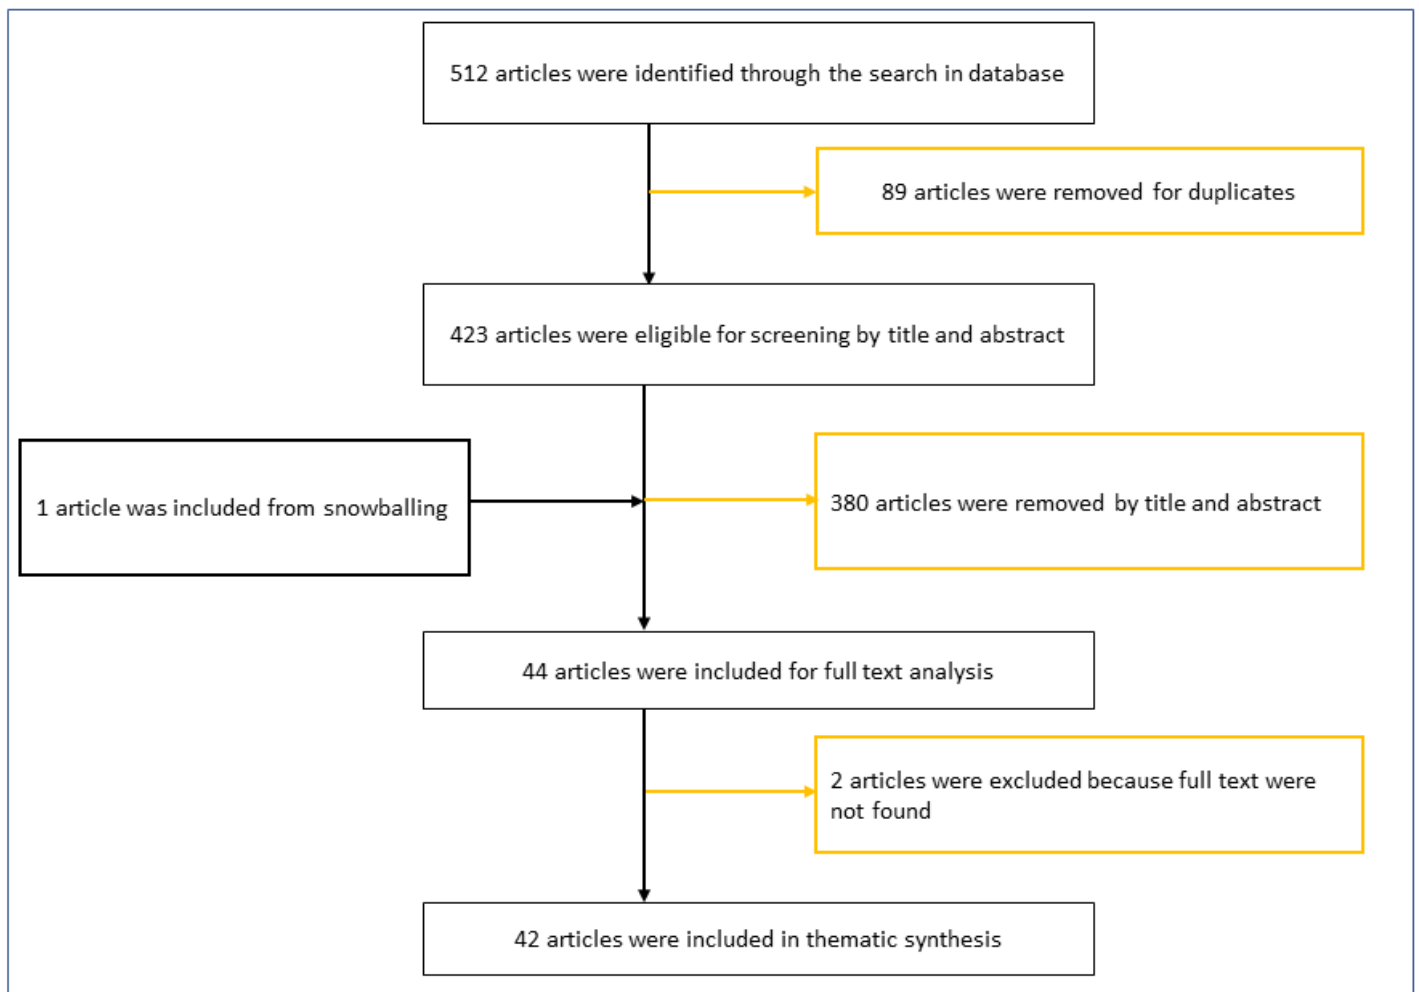 512 articles were identified through the search in database
89 articles were removed for duplicates
423 articles were eligible for screening by title and abstract
1 article was included from snowballing
380 articles were removed by title and abstract
44 articles were included for full text analysis
2 articles were excluded because full text were
not found
42 articles were included in thematic synthesis